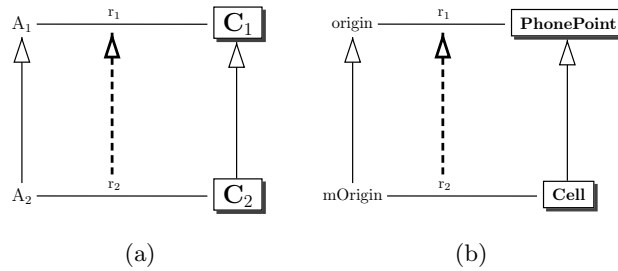 A₁ r₁ C₁
A₂ r₂ C₂
(a)
origin r₁ PhonePoint
mOrigin r₂ Cell
(b)